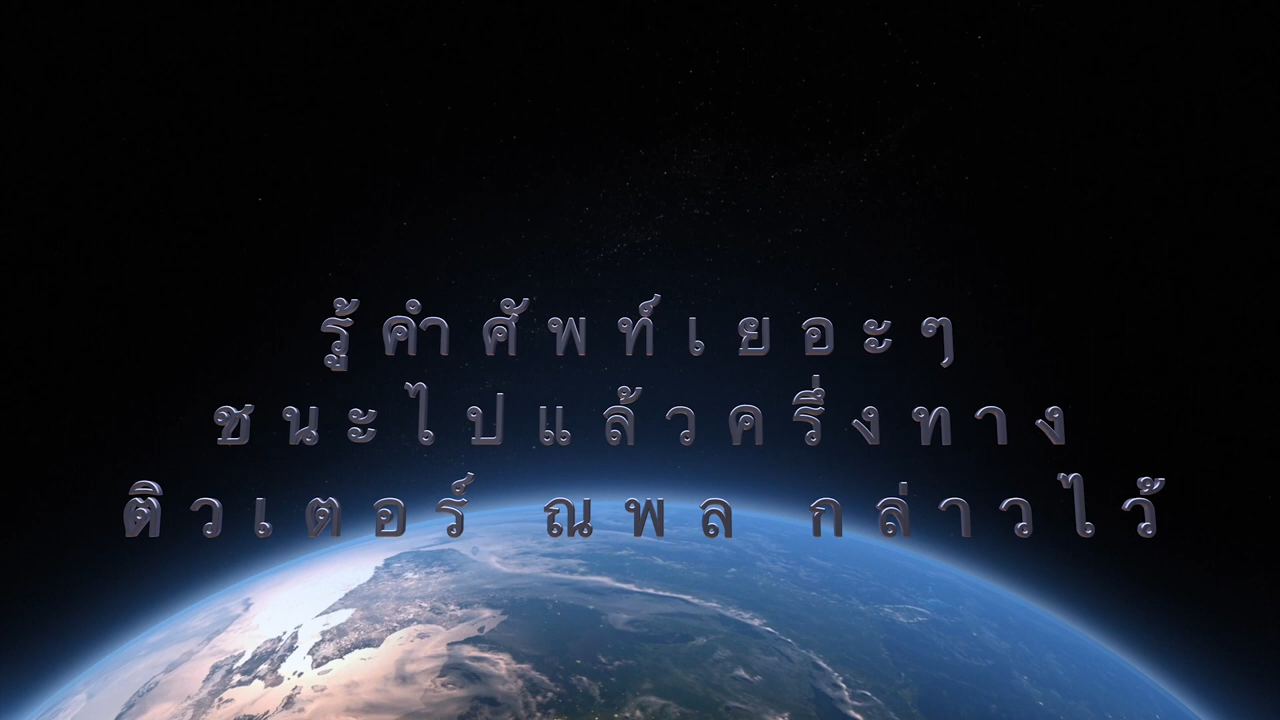 รู้คำศัพท์เยอะๆ
ชนะไปแล้วครึ่งทาง
ติวเตอร์ ณพล กล่าวไว้